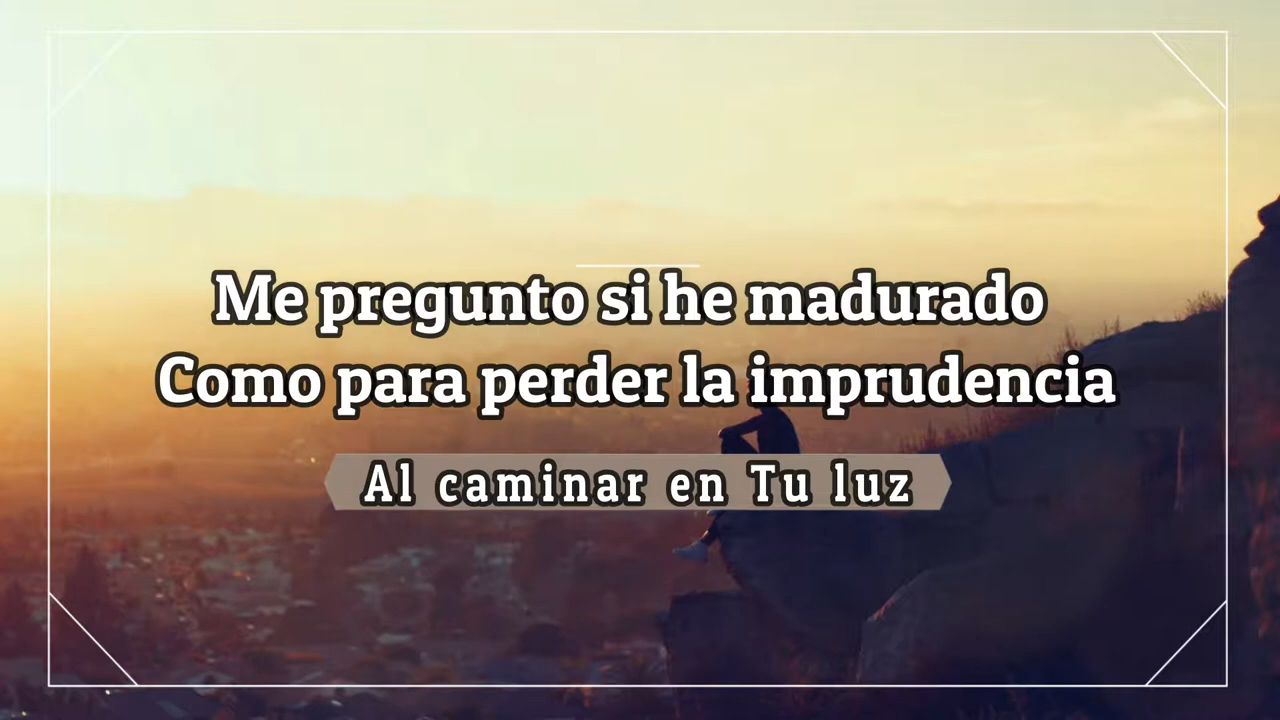 Me pregunto si he madurado
Como para perder la imprudencia
Al caminar en Tu luz